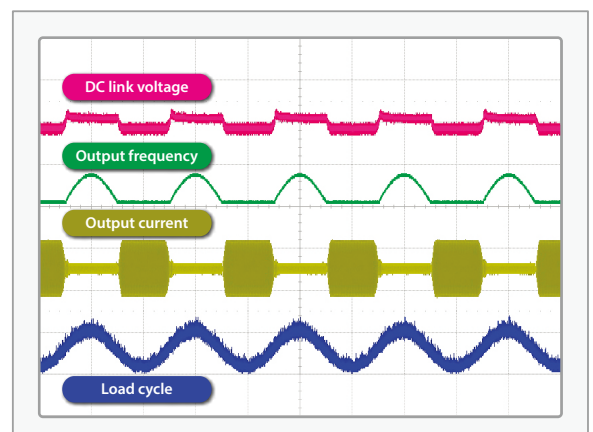 DC link voltage
Output frequency
Output current
Load cycle